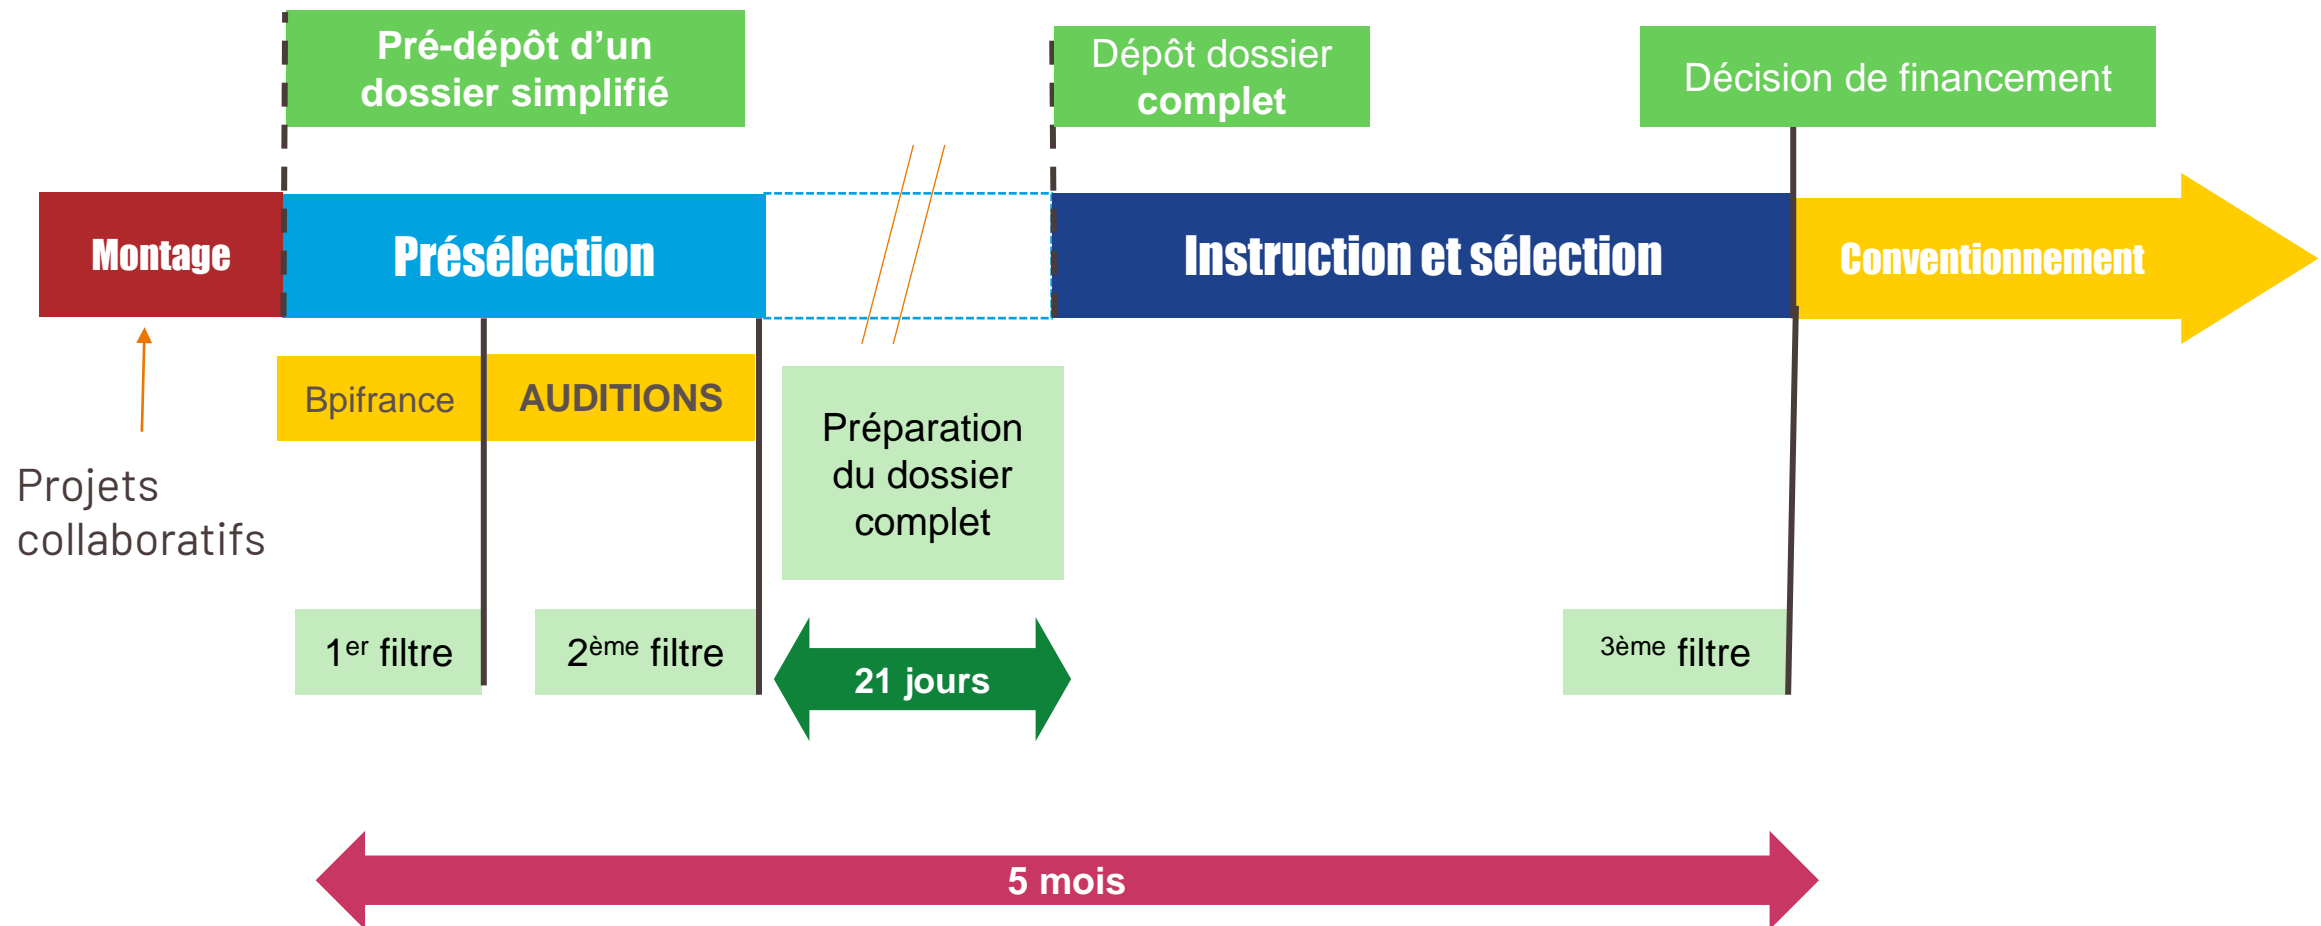 Pré-dépôt d’un
dossier simplifié
Dépôt dossier
complet
Décision de financement
Montage
Présélection
Instruction et sélection
Conventionnement
Bpifrance
AUDITIONS
Préparation
du dossier
complet
Projets
collaboratifs
1er filtre
2ème filtre
21 jours
3ème filtre
5 mois